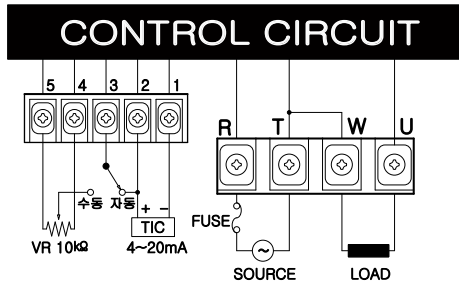 CONTROL CIRCUIT
5 4 3 2 1
R T W U
수동 자동
+ −
TIC
4~20mA
VR 10kΩ
FUSE
SOURCE
LOAD